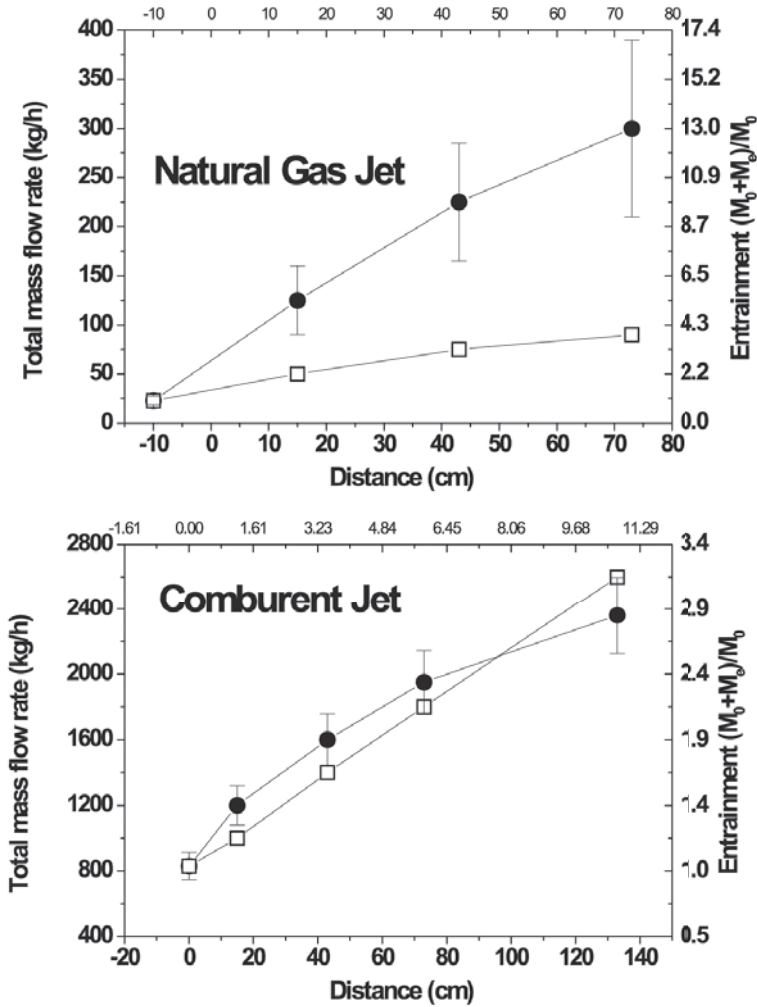 -10 0 10 20 30 40 50 60 70 80
400 17.4
350 15.2
300 13.0
250 10.9
200 8.7
150 6.5
100 4.3
50 2.2
0 0.0
Total mass flow rate (kg/h)
Natural Gas Jet
Entrainment (M0+Me)/M0
-10 0 10 20 30 40 50 60 70 80
Distance (cm)
-1.61 0.00 1.61 3.23 4.84 6.45 8.06 9.68 11.29
2800 3.4
2400 2.9
2000 2.4
1600 1.9
1200 1.4
800 1.0
400 0.5
Total mass flow rate (kg/h)
Comburent Jet
Entrainment (M0+Me)/M0
-20 0 20 40 60 80 100 120 140
Distance (cm)